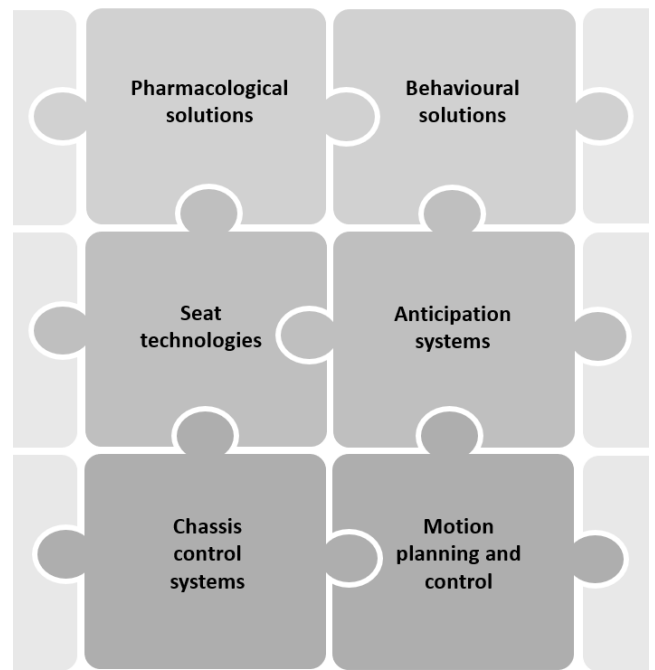 Pharmacological
solutions
Behavioural
solutions
Seat
technologies
Anticipation
systems
Chassis
control
systems
Motion
planning and
control